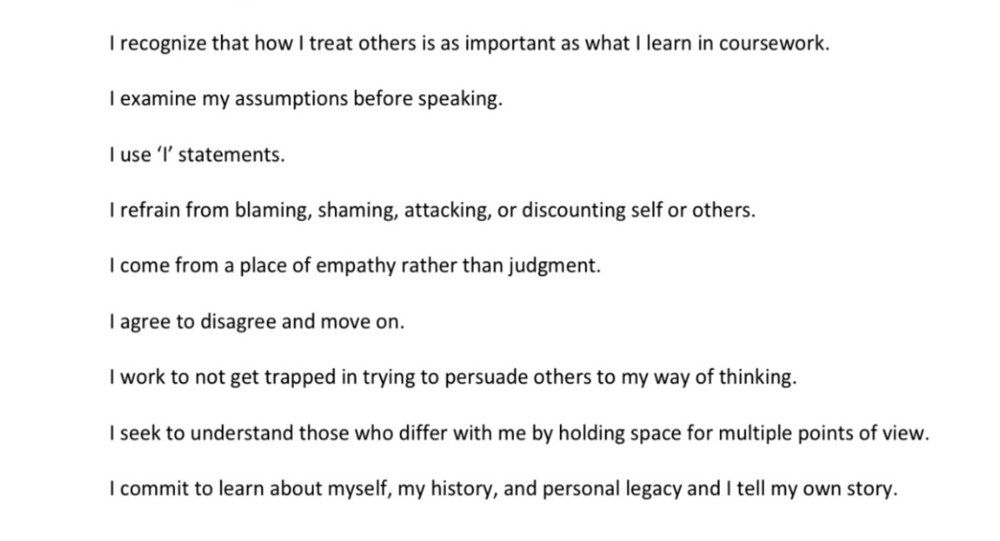 I recognize that how I treat others is as important as what I learn in coursework.
I examine my assumptions before speaking.
I use ‘I’ statements.
I refrain from blaming, shaming, attacking, or discounting self or others.
I come from a place of empathy rather than judgment.
I agree to disagree and move on.
I work to not get trapped in trying to persuade others to my way of thinking.
I seek to understand those who differ with me by holding space for multiple points of view.
I commit to learn about myself, my history, and personal legacy and I tell my own story.